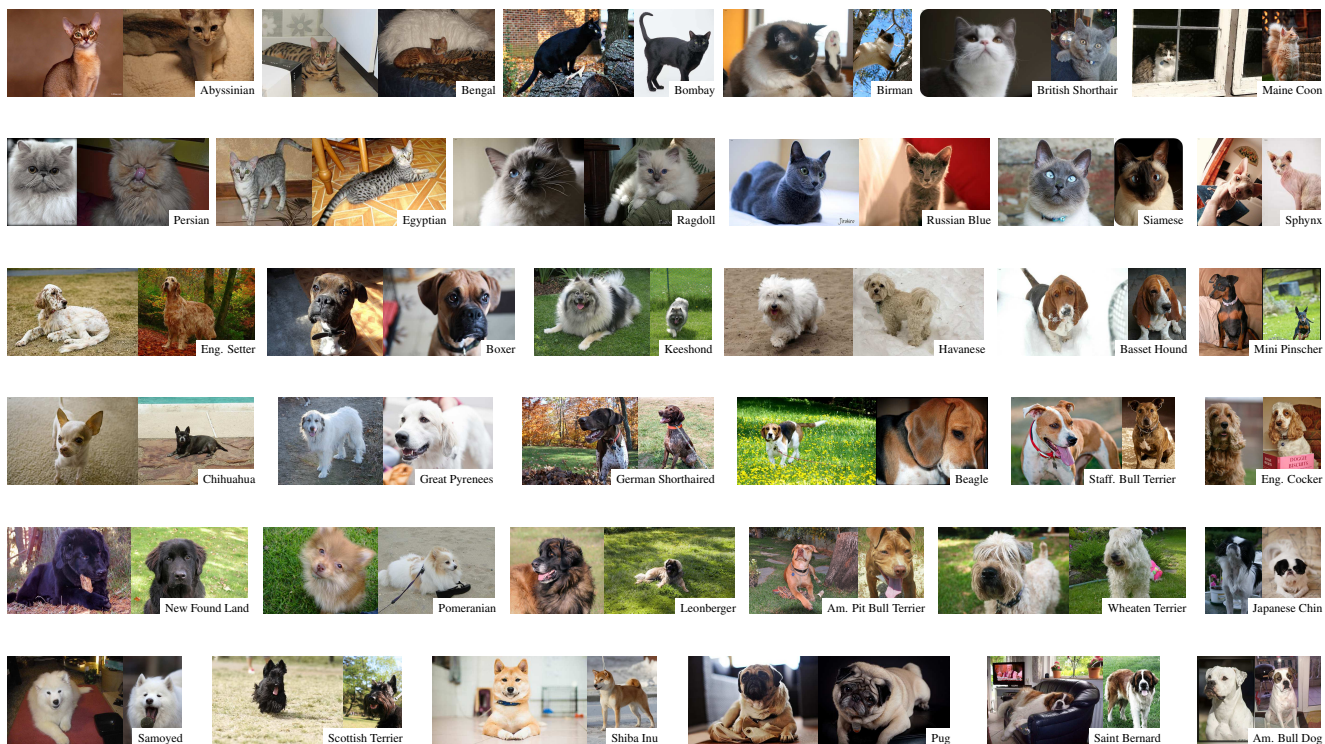 Abyssinian
Bengal
Bombay
Birman
British Shorthair
Maine Coon
Persian
Egyptian
Ragdoll
Russian Blue
Siamese
Sphynx
Eng. Setter
Boxer
Keeshond
Havanese
Basset Hound
Mini Pinscher
Chihuahua
Great Pyrenees
German Shorthaired
Beagle
Staff. Bull Terrier
Eng. Cocker
New Found Land
Pomeranian
Leonberger
Am. Pit Bull Terrier
Wheaten Terrier
Japanese Chin
Samoyed
Scottish Terrier
Shiba Inu
Pug
Saint Bernard
Am. Bull Dog